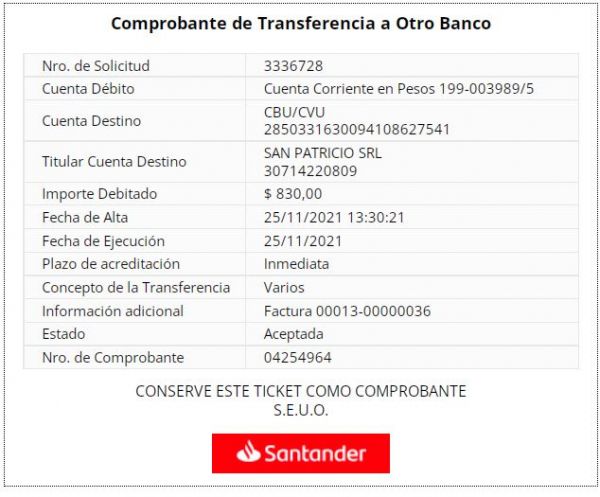 Comprobante de Transferencia a Otro Banco
Nro. de Solicitud 3336728
Cuenta Débito Cuenta Corriente en Pesos 199-003989/5
Cuenta Destino CBU/CVU
2850331630094108627541
Titular Cuenta Destino SAN PATRICIO SRL
30714220809
Importe Debitado $ 830,00
Fecha de Alta 25/11/2021 13:30:21
Fecha de Ejecución 25/11/2021
Plazo de acreditación Inmediata
Concepto de la Transferencia Varios
Información adicional Factura 00013-00000036
Estado Aceptada
Nro. de Comprobante 04254964
CONSERVE ESTE TICKET COMO COMPROBANTE
S.E.U.O.
Santander